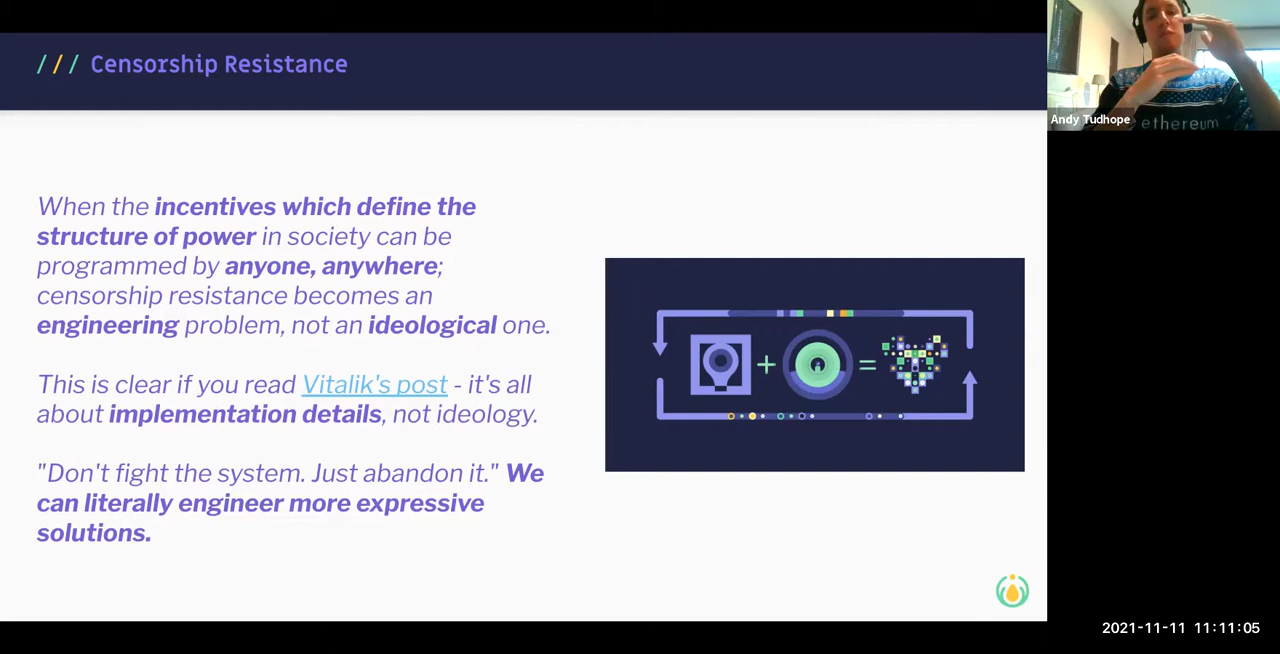 /// Censorship Resistance
When the incentives which define the
structure of power in society can be
programmed by anyone, anywhere;
censorship resistance becomes an
engineering problem, not an ideological one.
This is clear if you read Vitalik's post - it's all
about implementation details, not ideology.
"Don't fight the system. Just abandon it." We
can literally engineer more expressive
solutions.
Andy Tudhope
ethereum
2021-11-11 11:11:05